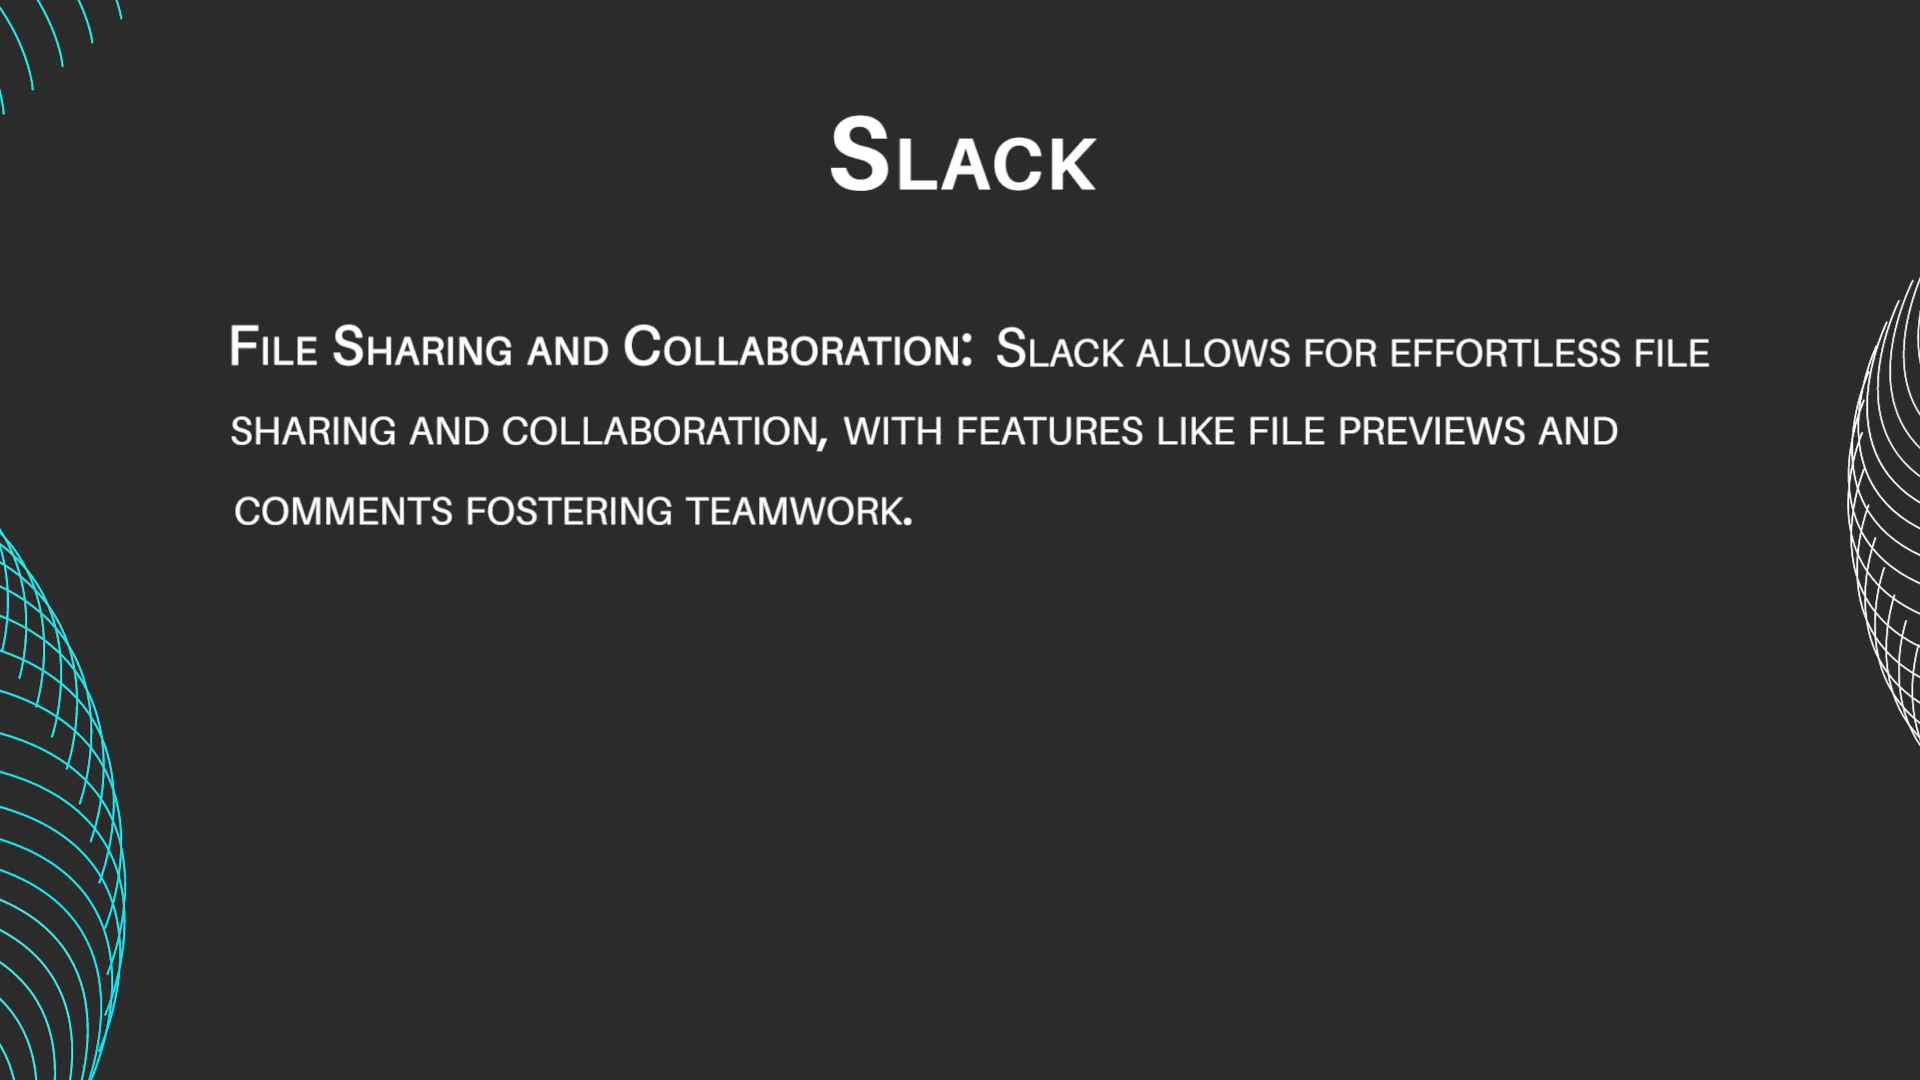 Slack
File Sharing and Collaboration: Slack allows for effortless file
sharing and collaboration, with features like file previews and
comments fostering teamwork.